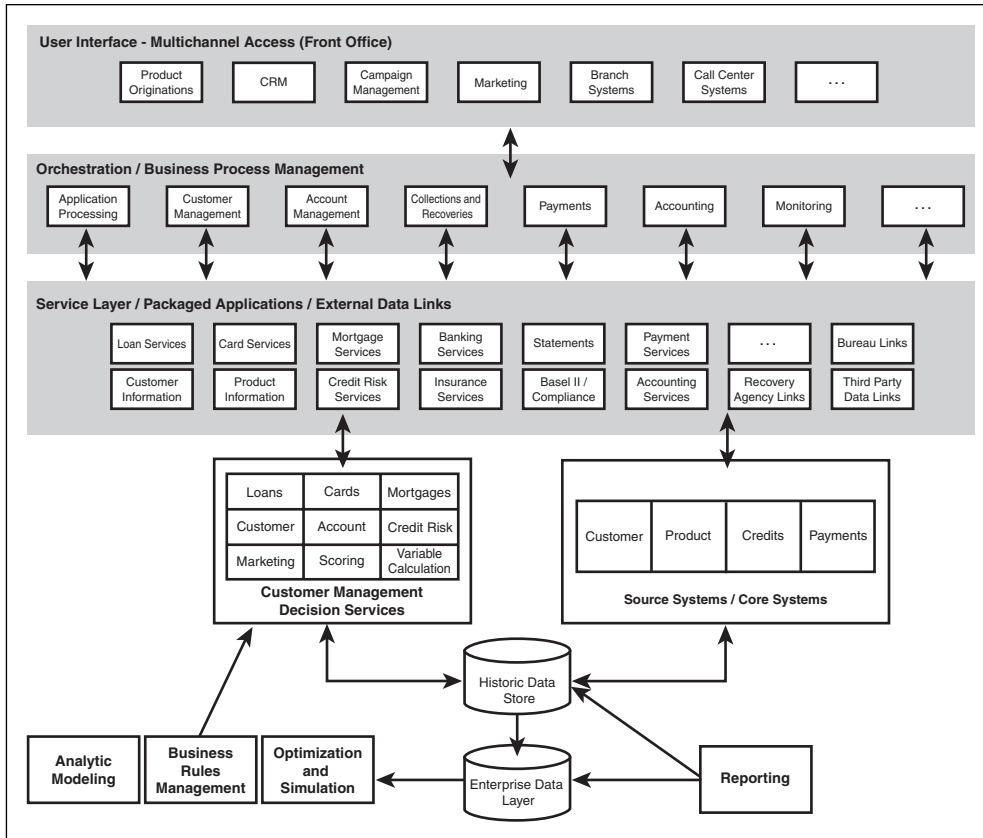 User Interface - Multichannel Access (Front Office)
Product
Originations
CRM
Campaign
Management
Marketing
Branch
Systems
Call Center
Systems
...
Orchestration / Business Process Management
Application
Processing
Customer
Management
Account
Management
Collections and
Recoveries
Payments
Accounting
Monitoring
...
Service Layer / Packaged Applications / External Data Links
Loan Services
Card Services
Mortgage
Services
Banking
Services
Statements
Payment
Services
...
Bureau Links
Customer
Information
Product
Information
Credit Risk
Services
Insurance
Services
Basel II /
Compliance
Accounting
Services
Recovery
Agency Links
Third Party
Data Links
Loans
Cards
Mortgages
Customer
Account
Credit Risk
Marketing
Scoring
Variable
Calculation
Customer Management
Decision Services
Customer
Product
Credits
Payments
Source Systems / Core Systems
Historic Data
Store
Analytic
Modeling
Business
Rules
Management
Optimization
and
Simulation
Enterprise Data
Layer
Reporting